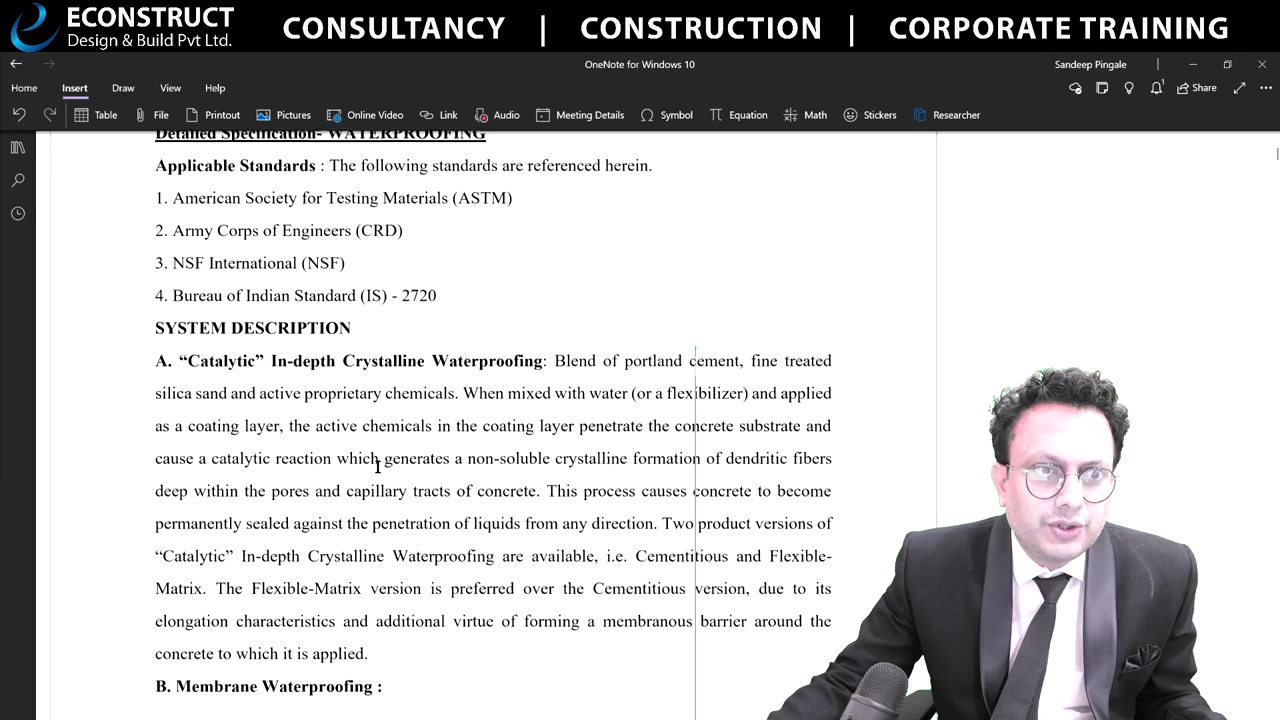 ECONSTRUCT
Design & Build Pvt Ltd.
CONSULTANCY | CONSTRUCTION | CORPORATE TRAINING
OneNote for Windows 10
Sandeep Pingale
Home Insert Draw View Help
Share
Table File Printout Pictures Online Video Link Audio Meeting Details Symbol Equation Math Stickers Researcher
Detailed Specification- WATERPROOFING
Applicable Standards : The following standards are referenced herein.
1. American Society for Testing Materials (ASTM)
2. Army Corps of Engineers (CRD)
3. NSF International (NSF)
4. Bureau of Indian Standard (IS) - 2720
SYSTEM DESCRIPTION
A. “Catalytic” In-depth Crystalline Waterproofing: Blend of portland cement, fine treated
silica sand and active proprietary chemicals. When mixed with water (or a flexibilizer) and applied
as a coating layer, the active chemicals in the coating layer penetrate the concrete substrate and
cause a catalytic reaction which generates a non-soluble crystalline formation of dendritic fibers
deep within the pores and capillary tracts of concrete. This process causes concrete to become
permanently sealed against the penetration of liquids from any direction. Two product versions of
“Catalytic” In-depth Crystalline Waterproofing are available, i.e. Cementitious and Flexible-
Matrix. The Flexible-Matrix version is preferred over the Cementitious version, due to its
elongation characteristics and additional virtue of forming a membranous barrier around the
concrete to which it is applied.
B. Membrane Waterproofing :